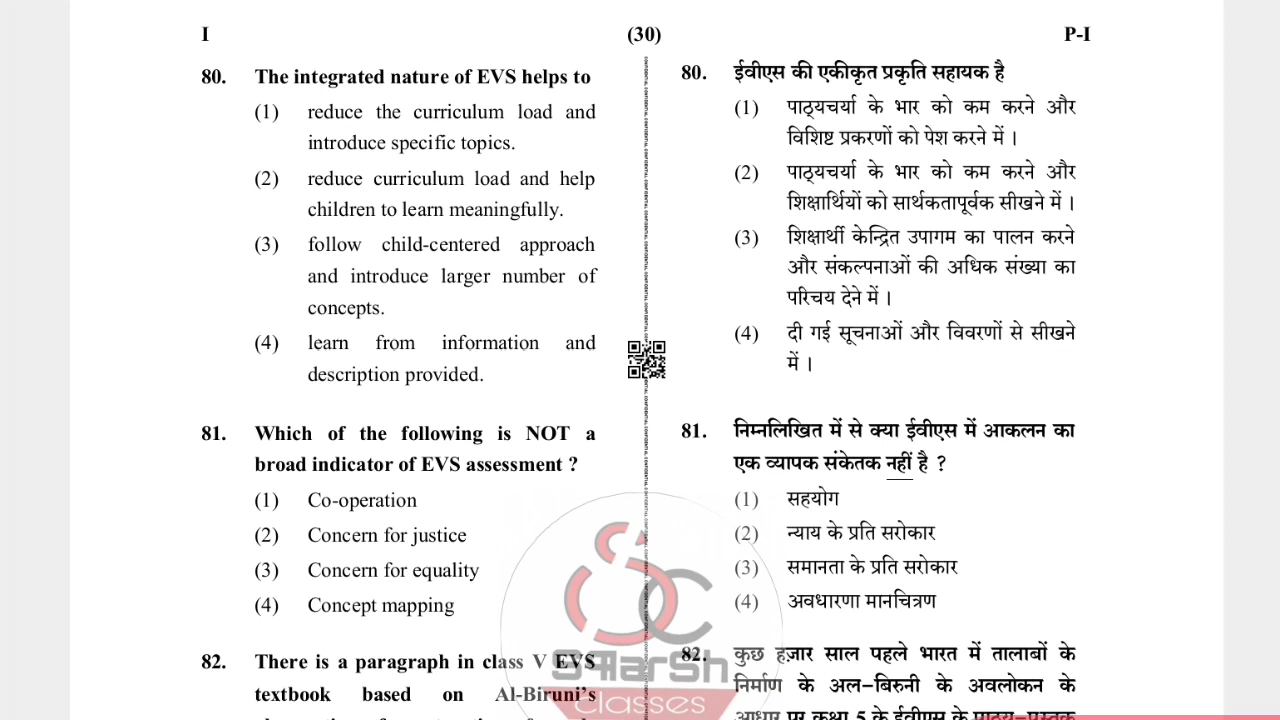 I (30) P-I
80. The integrated nature of EVS helps to
(1) reduce the curriculum load and
introduce specific topics.
(2) reduce curriculum load and help
children to learn meaningfully.
(3) follow child-centered approach
and introduce larger number of
concepts.
(4) learn from information and
description provided.
81. Which of the following is NOT a
broad indicator of EVS assessment ?
(1) Co-operation
(2) Concern for justice
(3) Concern for equality
(4) Concept mapping
82. There is a paragraph in class V EVS
textbook based on Al-Biruni’s
80. ईवीएस की एकीकृत प्रकृति सहायक है
(1) पाठ्यचर्या के भार को कम करने और
विशिष्ट प्रकरणों को पेश करने में ।
(2) पाठ्यचर्या के भार को कम करने और
शिक्षार्थियों को सार्थकतापूर्वक सीखने में ।
(3) शिक्षार्थी केन्द्रित उपागम का पालन करने
और संकल्पनाओं की अधिक संख्या का
परिचय देने में ।
(4) दी गई सूचनाओं और विवरणों से सीखने
में ।
81. निम्नलिखित में से क्या ईवीएस में आकलन का
एक व्यापक संकेतक नहीं है ?
(1) सहयोग
(2) न्याय के प्रति सरोकार
(3) समानता के प्रति सरोकार
(4) अवधारणा मानचित्रण
82. कुछ हज़ार साल पहले भारत में तालाबों के
निर्माण के अल-बिरुनी के अवलोकन के
आधार पर कक्षा 5 के ईवीएस के पाठ्य-पुस्तक
classes